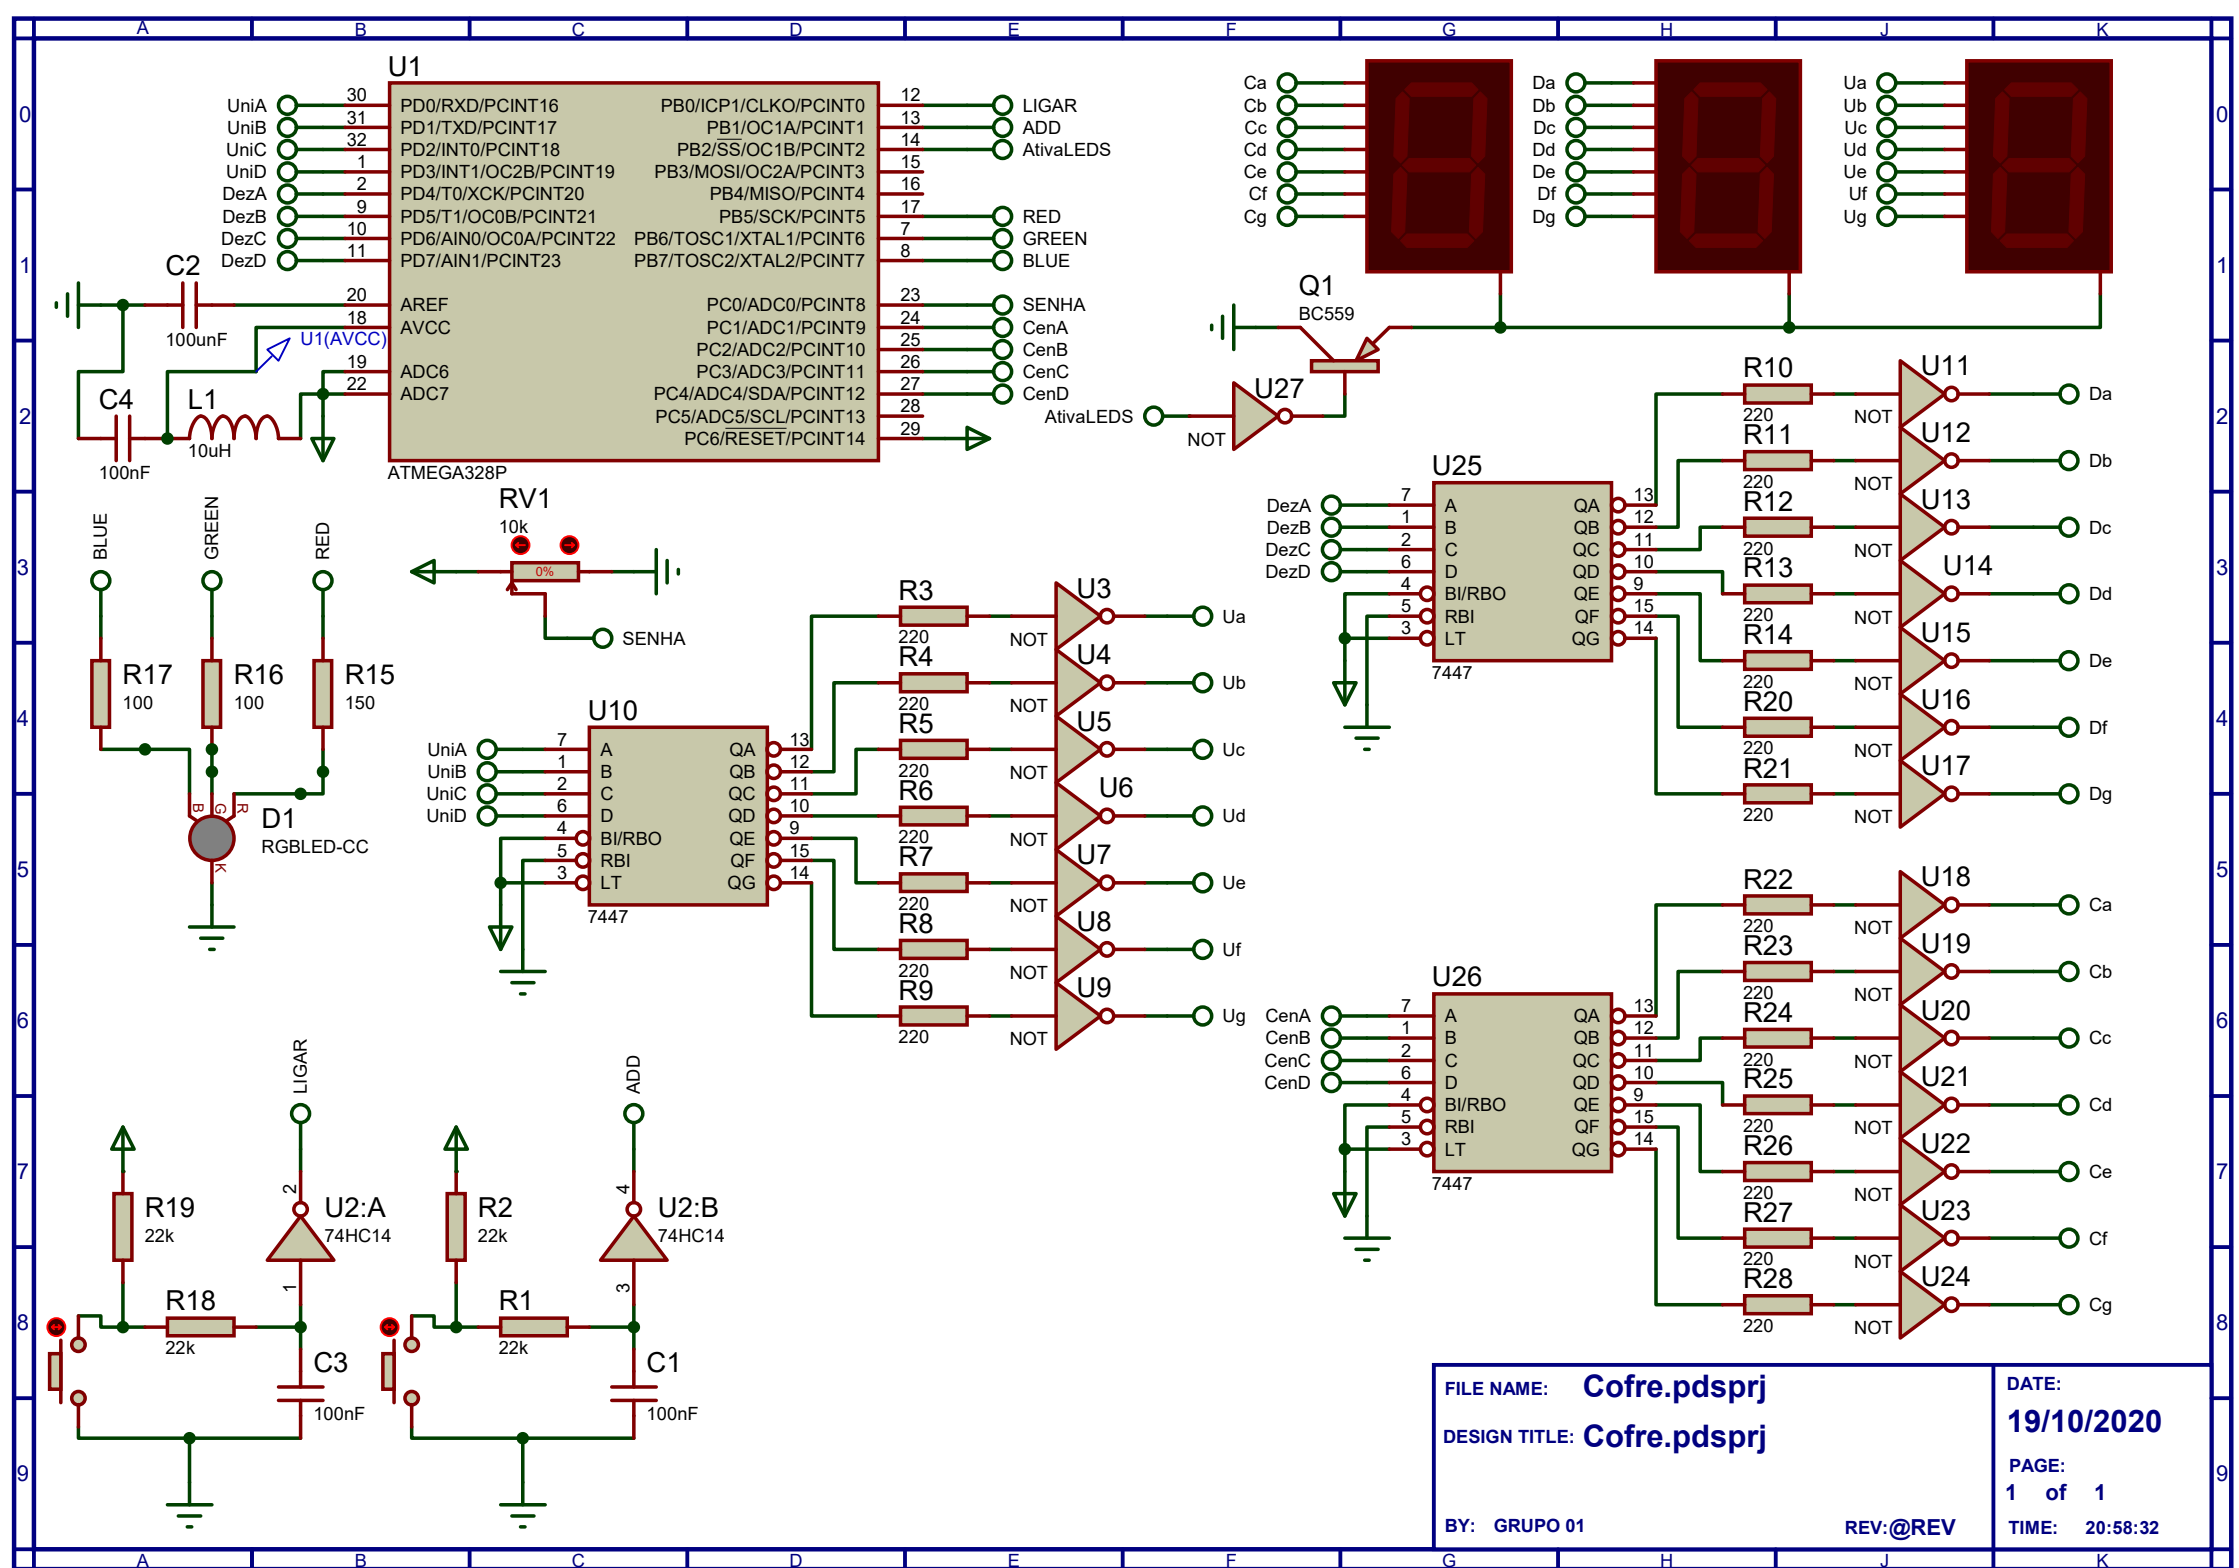 A B C D E F G H J K
0
1
2
3
4
5
6
7
8
9
U1
UniA 30 PD0/RXD/PCINT16 PB0/ICP1/CLKO/PCINT0 12 LIGAR
UniB 31 PD1/TXD/PCINT17 PB1/OC1A/PCINT1 13 ADD
UniC 32 PD2/INT0/PCINT18 PB2/SS/OC1B/PCINT2 14 AtivaLEDS
UniD 1 PD3/INT1/OC2B/PCINT19 PB3/MOSI/OC2A/PCINT3 15
DezA 2 PD4/T0/XCK/PCINT20 PB4/MISO/PCINT4 16
DezB 9 PD5/T1/OC0B/PCINT21 PB5/SCK/PCINT5 17 RED
DezC 10 PD6/AIN0/OC0A/PCINT22 PB6/TOSC1/XTAL1/PCINT6 7 GREEN
DezD 11 PD7/AIN1/PCINT23 PB7/TOSC2/XTAL2/PCINT7 8 BLUE
20 AREF PC0/ADC0/PCINT8 23 SENHA
18 AVCC PC1/ADC1/PCINT9 24 CenA
PC2/ADC2/PCINT10 25 CenB
19 ADC6 PC3/ADC3/PCINT11 26 CenC
22 ADC7 PC4/ADC4/SDA/PCINT12 27 CenD
PC5/ADC5/SCL/PCINT13 28
PC6/RESET/PCINT14 29
ATMEGA328P
C2
100unF
U1(AVCC)
C4
100nF
L1
10uH
Ca Da Ua
Cb Db Ub
Cc Dc Uc
Cd Dd Ud
Ce De Ue
Cf Df Uf
Cg Dg Ug
Q1
BC559
U27
AtivaLEDS
NOT
BLUE
GREEN
RED
R17
100
R16
100
R15
150
B G R
K
D1
RGBLED-CC
RV1
10k
0%
SENHA
U10
UniA 7 A QA 13
UniB 1 B QB 12
UniC 2 C QC 11
UniD 6 D QD 10
4 BI/RBO QE 9
5 RBI QF 15
3 LT QG 14
7447
R3 220 U3 NOT Ua
R4 220 U4 NOT Ub
R5 220 U5 NOT Uc
R6 220 U6 NOT Ud
R7 220 U7 NOT Ue
R8 220 U8 NOT Uf
R9 220 U9 NOT Ug
U25
DezA 7 A QA 13
DezB 1 B QB 12
DezC 2 C QC 11
DezD 6 D QD 10
4 BI/RBO QE 9
5 RBI QF 15
3 LT QG 14
7447
R10 220 U11 NOT Da
R11 220 U12 NOT Db
R12 220 U13 NOT Dc
R13 220 U14 NOT Dd
R14 220 U15 NOT De
R20 220 U16 NOT Df
R21 220 U17 NOT Dg
U26
CenA 7 A QA 13
CenB 1 B QB 12
CenC 2 C QC 11
CenD 6 D QD 10
4 BI/RBO QE 9
5 RBI QF 15
3 LT QG 14
7447
R22 220 U18 NOT Ca
R23 220 U19 NOT Cb
R24 220 U20 NOT Cc
R25 220 U21 NOT Cd
R26 220 U22 NOT Ce
R27 220 U23 NOT Cf
R28 220 U24 NOT Cg
LIGAR
2
U2:A
74HC14
1
R19
22k
R18
22k
C3
100nF
ADD
4
U2:B
74HC14
3
R2
22k
R1
22k
C1
100nF
FILE NAME: Cofre.pdsprj
DESIGN TITLE: Cofre.pdsprj
BY: GRUPO 01 REV:@REV
DATE:
19/10/2020
PAGE:
1 of 1
TIME: 20:58:32
0
1
2
3
4
5
6
7
8
9
A B C D E F G H J K